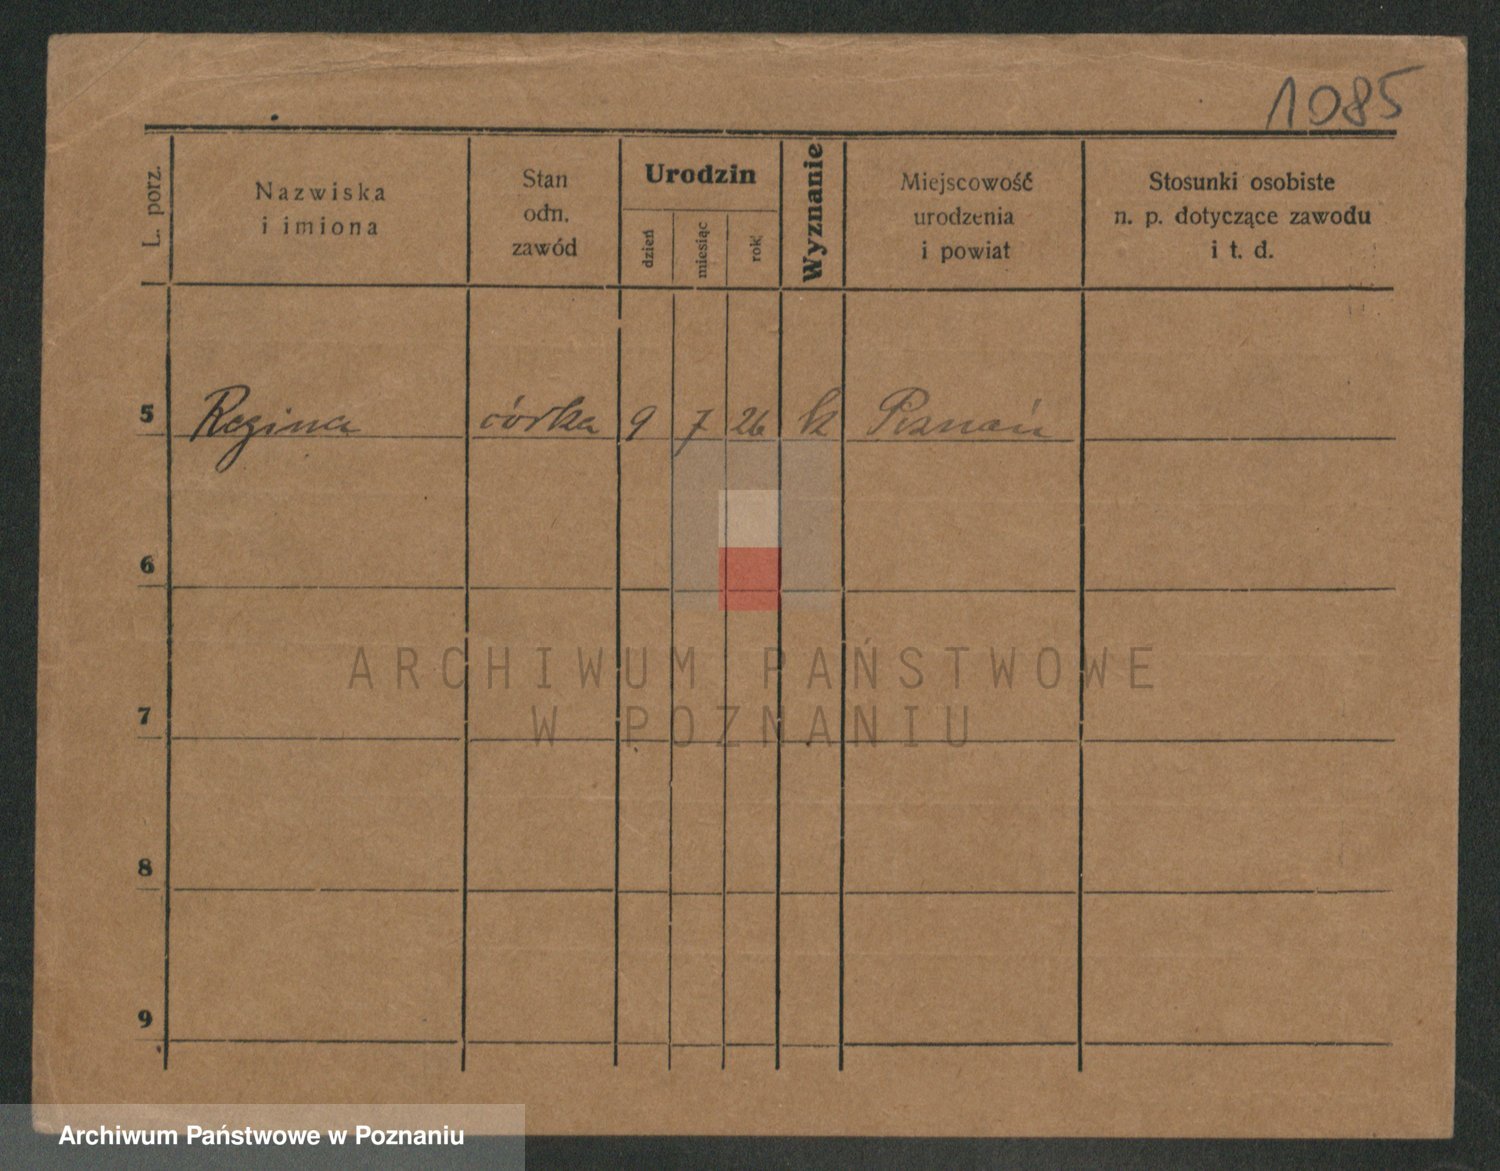 1085
L. porz.
Nazwiska
i imiona
Stan
odn.
zawód
Urodzin
dzień
miesiąc
rok
Wyznanie
Miejscowość
urodzenia
i powiat
Stosunki osobiste
n. p. dotyczące zawodu
i t. d.
5 Regina córka 9 7 26 k Poznań
6
ARCHIWUM PAŃSTWOWE
W POZNANIU
7
8
9
Archiwum Państwowe w Poznaniu